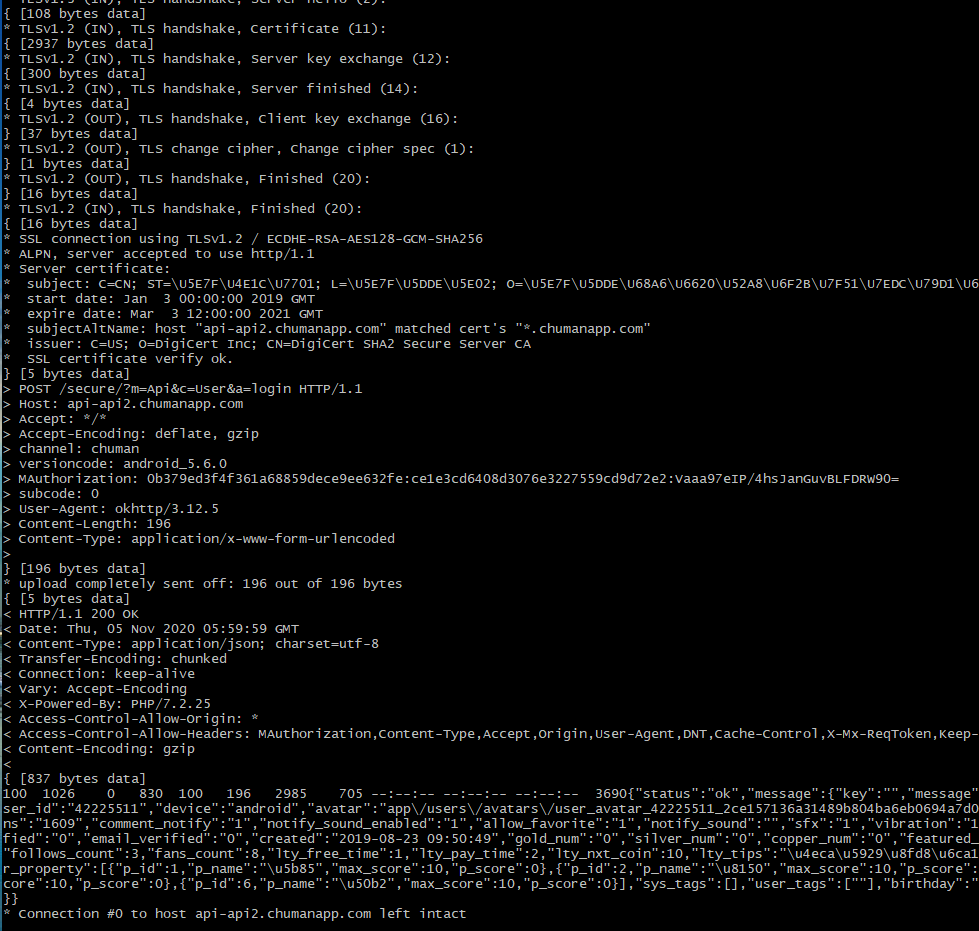 { [108 bytes data]
* TLSv1.2 (IN), TLS handshake, Certificate (11):
{ [2937 bytes data]
* TLSv1.2 (IN), TLS handshake, Server key exchange (12):
{ [300 bytes data]
* TLSv1.2 (IN), TLS handshake, Server finished (14):
{ [4 bytes data]
* TLSv1.2 (OUT), TLS handshake, Client key exchange (16):
} [37 bytes data]
* TLSv1.2 (OUT), TLS change cipher, Change cipher spec (1):
} [1 bytes data]
* TLSv1.2 (OUT), TLS handshake, Finished (20):
} [16 bytes data]
* TLSv1.2 (IN), TLS handshake, Finished (20):
{ [16 bytes data]
* SSL connection using TLSv1.2 / ECDHE-RSA-AES128-GCM-SHA256
* ALPN, server accepted to use http/1.1
* Server certificate:
*  subject: C=CN; ST=\U5E7F\U4E1C\U7701; L=\U5E7F\U5DDE\U5E02; O=\U5E7F\U5DDE\U68A6\U6620\U52A8\U6F2B\U7F51\U7EDC\U79D1\U6
*  start date: Jan  3 00:00:00 2019 GMT
*  expire date: Mar  3 12:00:00 2021 GMT
*  subjectAltName: host "api-api2.chumanapp.com" matched cert's "*.chumanapp.com"
*  issuer: C=US; O=DigiCert Inc; CN=DigiCert SHA2 Secure Server CA
*  SSL certificate verify ok.
} [5 bytes data]
> POST /secure/?m=Api&c=User&a=login HTTP/1.1
> Host: api-api2.chumanapp.com
> Accept: */*
> Accept-Encoding: deflate, gzip
> channel: chuman
> versioncode: android_5.6.0
> MAuthorization: 0b379ed3f4f361a68859dece9ee632fe:ce1e3cd6408d3076e3227559cd9d72e2:Vaaa97eIP/4hsJanGuvBLFDRW90=
> subcode: 0
> User-Agent: okhttp/3.12.5
> Content-Length: 196
> Content-Type: application/x-www-form-urlencoded
>
} [196 bytes data]
* upload completely sent off: 196 out of 196 bytes
{ [5 bytes data]
< HTTP/1.1 200 OK
< Date: Thu, 05 Nov 2020 05:59:59 GMT
< Content-Type: application/json; charset=utf-8
< Transfer-Encoding: chunked
< Connection: keep-alive
< Vary: Accept-Encoding
< X-Powered-By: PHP/7.2.25
< Access-Control-Allow-Origin: *
< Access-Control-Allow-Headers: MAuthorization,Content-Type,Accept,Origin,User-Agent,DNT,Cache-Control,X-Mx-ReqToken,Keep-
< Content-Encoding: gzip
<
{ [837 bytes data]
100  1026    0   830  100   196   2985    705 --:--:-- --:--:-- --:--:--  3690{"status":"ok","message":{"key":"","message"
ser_id":"42225511","device":"android","avatar":"app\/users\/avatars\/user_avatar_42225511_2ce157136a31489b804ba6eb0694a7d0
ns":"1609","comment_notify":"1","notify_sound_enabled":"1","allow_favorite":"1","notify_sound":"","sfx":"1","vibration":"1
fied":"0","email_verified":"0","created":"2019-08-23 09:50:49","gold_num":"0","silver_num":"0","copper_num":"0","featured_
"follows_count":3,"fans_count":8,"lty_free_time":1,"lty_pay_time":2,"lty_nxt_coin":10,"lty_tips":"\u4eca\u5929\u8fd8\u6ca1
r_property":[{"p_id":1,"p_name":"\u5b85","max_score":10,"p_score":0},{"p_id":2,"p_name":"\u8150","max_score":10,"p_score":
core":10,"p_score":0},{"p_id":6,"p_name":"\u50b2","max_score":10,"p_score":0}],"sys_tags":[],"user_tags":[""],"birthday":"
}}
* Connection #0 to host api-api2.chumanapp.com left intact